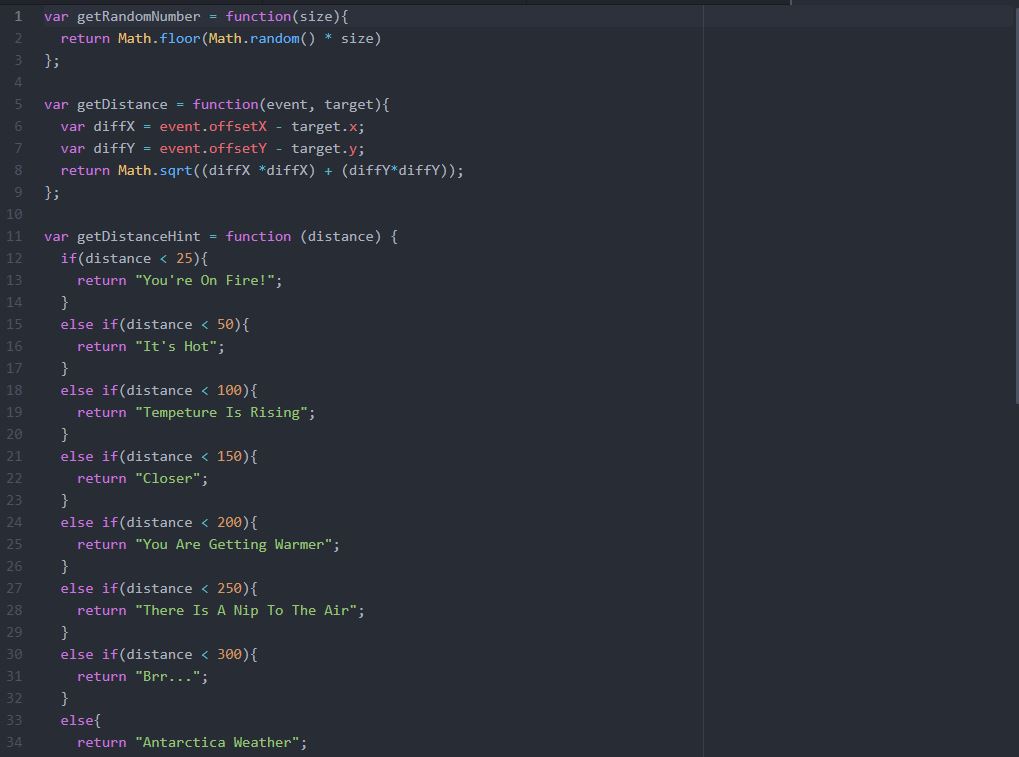 1 var getRandomNumber = function(size){
2   return Math.floor(Math.random() * size)
3 };
4
5 var getDistance = function(event, target){
6   var diffX = event.offsetX - target.x;
7   var diffY = event.offsetY - target.y;
8   return Math.sqrt((diffX *diffX) + (diffY*diffY));
9 };
10
11 var getDistanceHint = function (distance) {
12   if(distance < 25){
13     return "You're On Fire!";
14   }
15   else if(distance < 50){
16     return "It's Hot";
17   }
18   else if(distance < 100){
19     return "Tempeture Is Rising";
20   }
21   else if(distance < 150){
22     return "Closer";
23   }
24   else if(distance < 200){
25     return "You Are Getting Warmer";
26   }
27   else if(distance < 250){
28     return "There Is A Nip To The Air";
29   }
30   else if(distance < 300){
31     return "Brr...";
32   }
33   else{
34     return "Antarctica Weather";